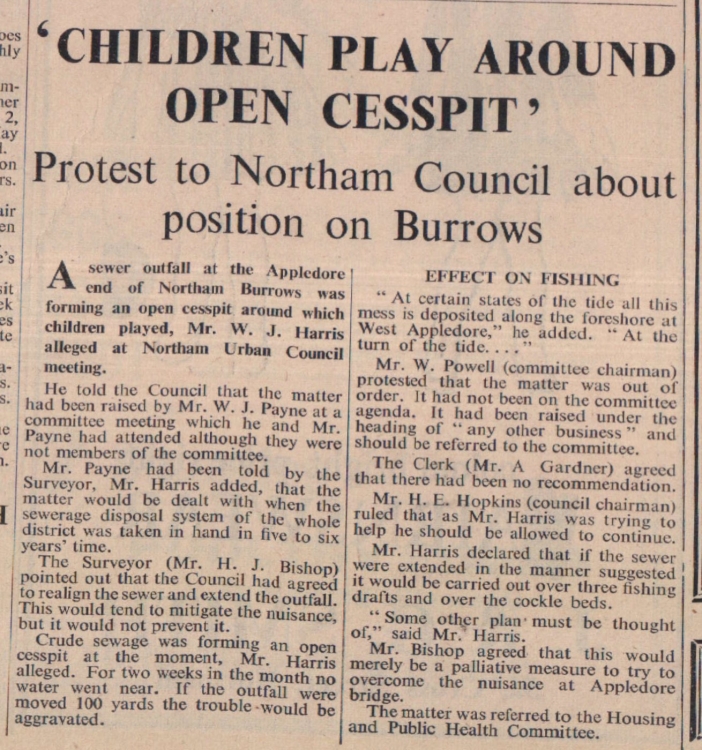 ‘CHILDREN PLAY AROUND
OPEN CESSPIT’
Protest to Northam Council about
position on Burrows
A sewer outfall at the Appledore
end of Northam Burrows was
forming an open cesspit around which
children played, Mr. W. J. Harris
alleged at Northam Urban Council
meeting.
He told the Council that the matter
had been raised by Mr. W. J. Payne at a
committee meeting which he and Mr.
Payne had attended although they were
not members of the committee.
Mr. Payne had been told by the
Surveyor, Mr. Harris added, that the
matter would be dealt with when the
sewerage disposal system of the whole
district was taken in hand in five to six
years' time.
The Surveyor (Mr. H. J. Bishop)
pointed out that the Council had agreed
to realign the sewer and extend the outfall.
This would tend to mitigate the nuisance,
but it would not prevent it.
Crude sewage was forming an open
cesspit at the moment, Mr. Harris
alleged. For two weeks in the month no
water went near. If the outfall were
moved 100 yards the trouble would be
aggravated.
EFFECT ON FISHING
“ At certain states of the tide all this
mess is deposited along the foreshore at
West Appledore,” he added. “ At the
turn of the tide. . . .”
Mr. W. Powell (committee chairman)
protested that the matter was out of
order. It had not been on the committee
agenda. It had been raised under the
heading of “ any other business ” and
should be referred to the committee.
The Clerk (Mr. A Gardner) agreed
that there had been no recommendation.
Mr. H. E. Hopkins (council chairman)
ruled that as Mr. Harris was trying to
help he should be allowed to continue.
Mr. Harris declared that if the sewer
were extended in the manner suggested
it would be carried out over three fishing
drafts and over the cockle beds.
“ Some other plan must be thought
of,” said Mr. Harris.
Mr. Bishop agreed that this would
merely be a palliative measure to try to
overcome the nuisance at Appledore
bridge.
The matter was referred to the Housing
and Public Health Committee.